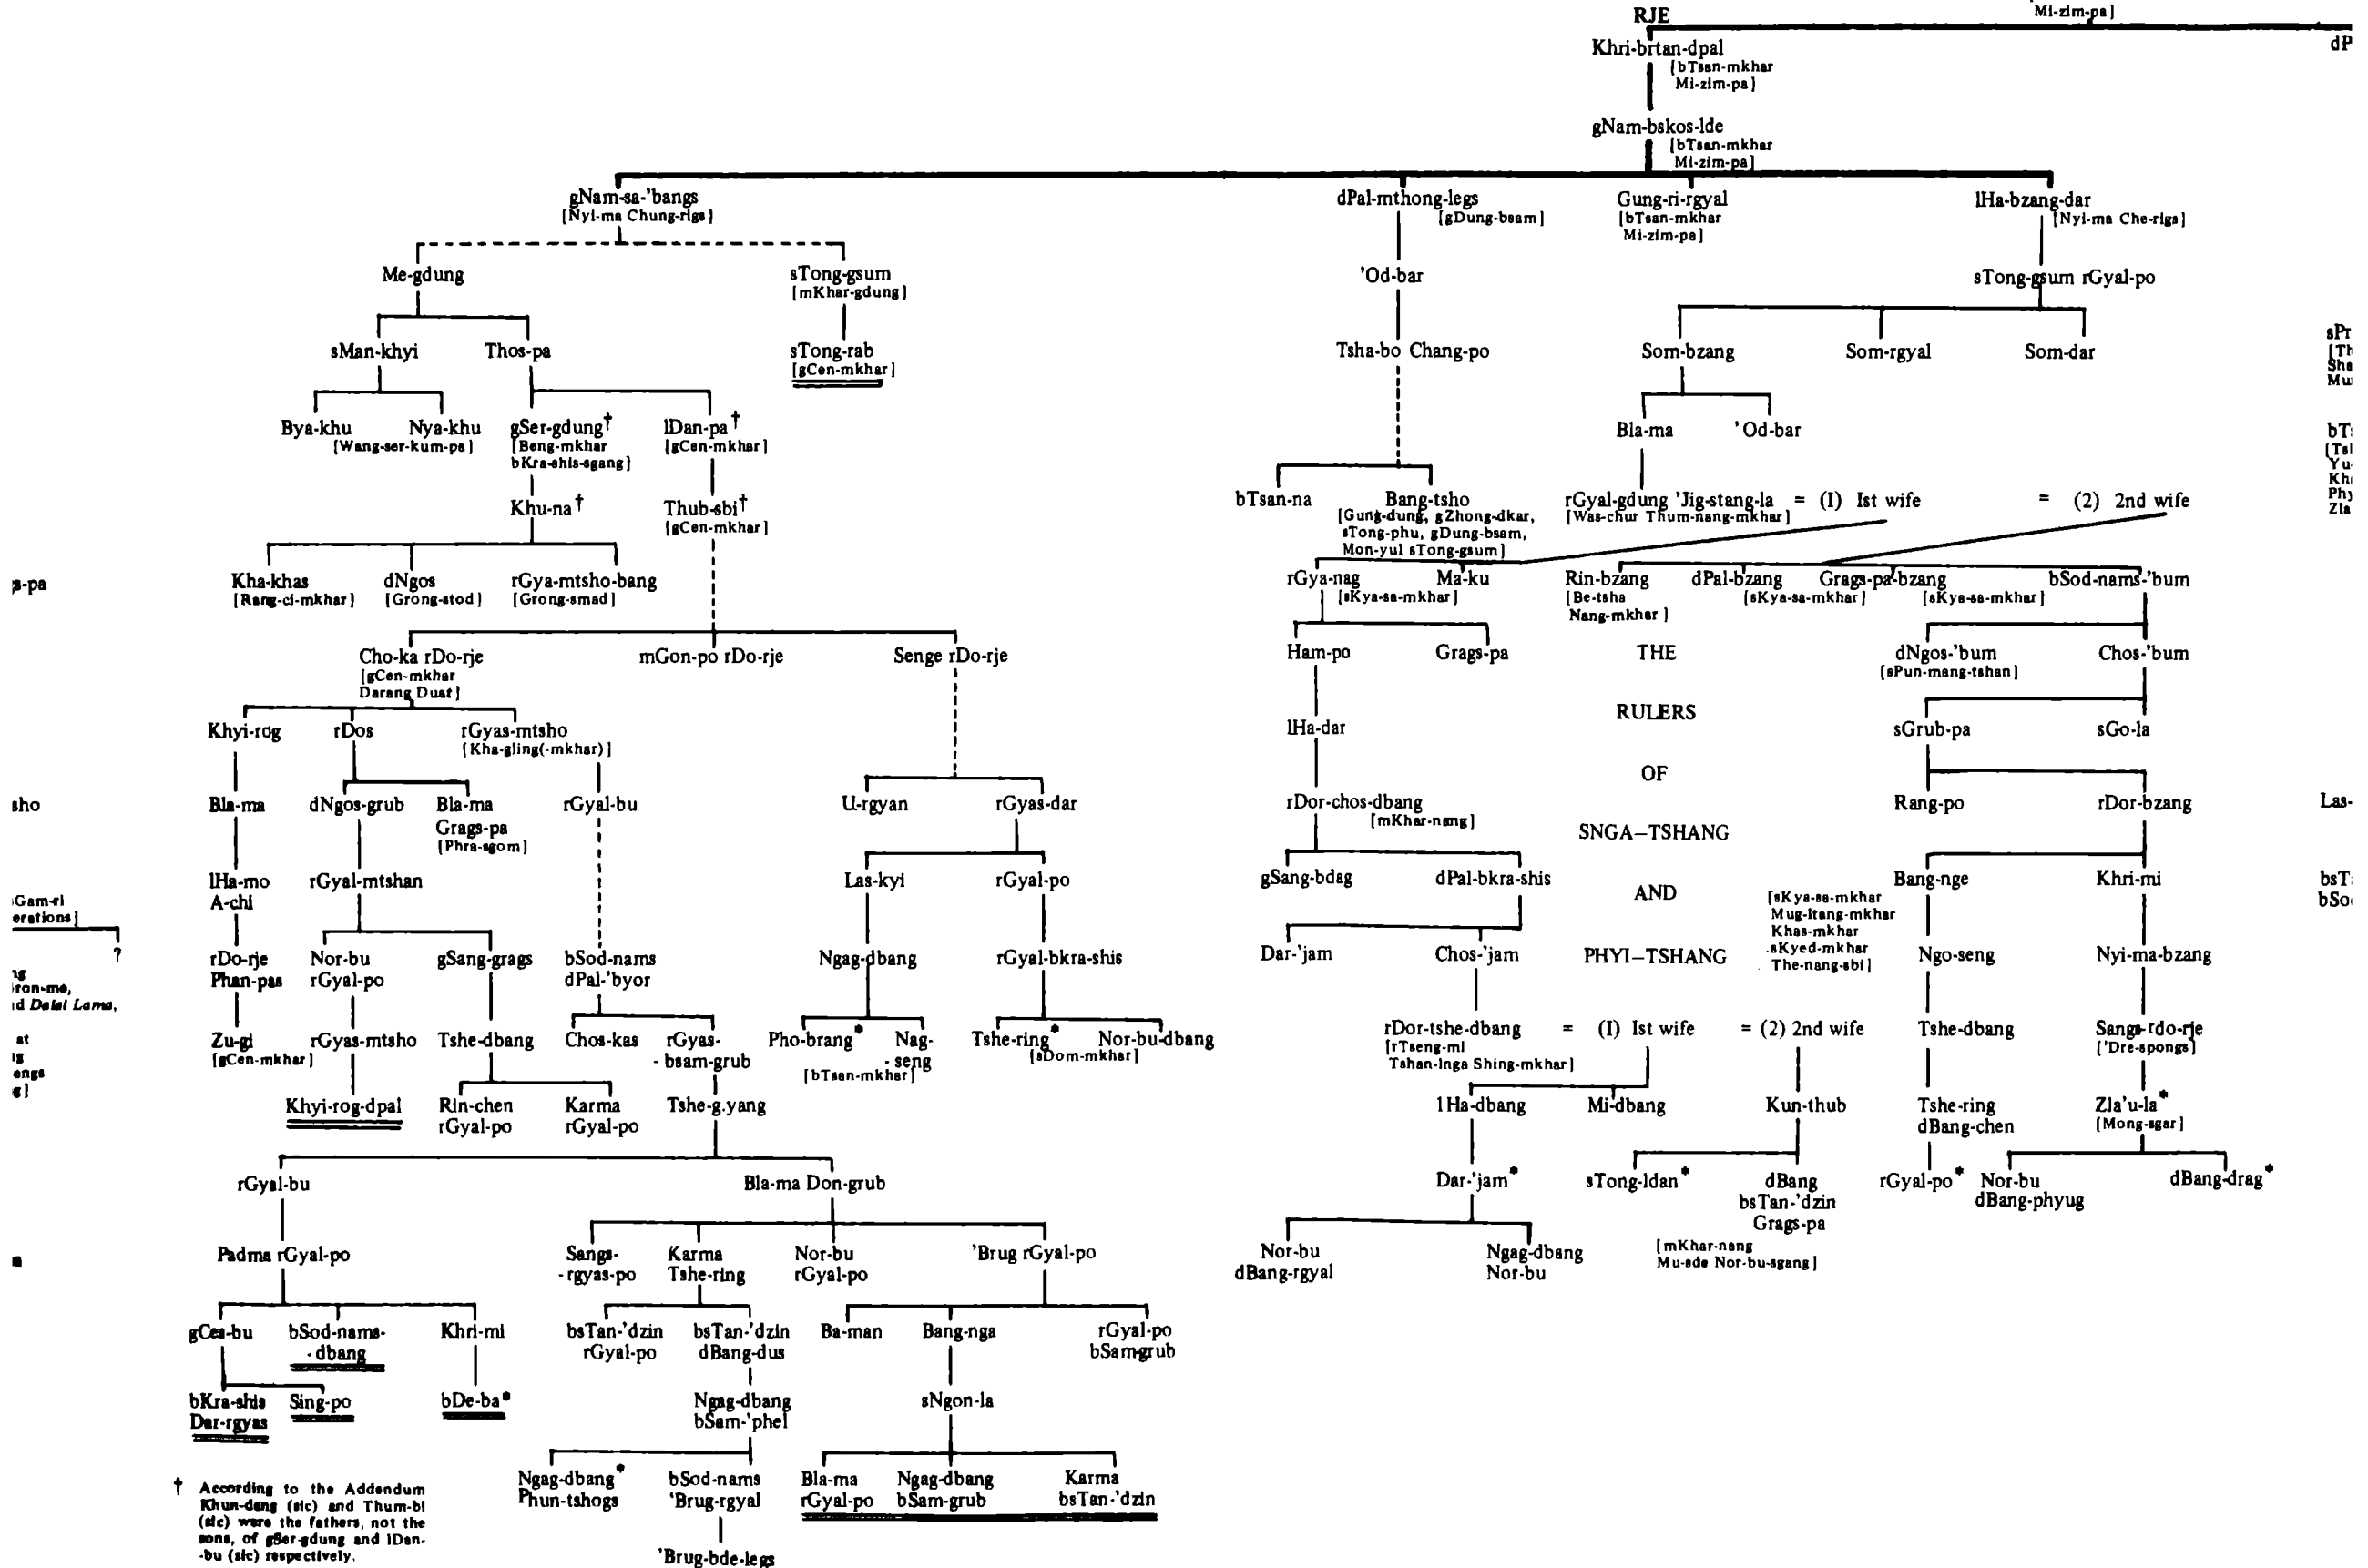 RJE
Mi-zim-pa]
Khri-brtan-dpal
[bTsan-mkhar
Mi-zim-pa]
gNam-bskos-lde
[bTsan-mkhar
Mi-zim-pa]
gNam-sa-'bangs
[Nyi-ma Chung-rigs]
dPal-mthong-legs
[gDung-bsam]
Gung-ri-rgyal
[bTsan-mkhar
Mi-zim-pa]
lHa-bzang-dar
[Nyi-ma Che-rigs]
Me-gdung
sTong-gsum
[mKhar-gdung]
'Od-bar
sTong-gsum rGyal-po
sMan-khyi
Thos-pa
sTong-rab
[gCen-mkhar]
Tsha-bo Chang-po
Som-bzang
Som-rgyal
Som-dar
Bya-khu
Nya-khu
[Wang-ser-kum-pa]
gSer-gdung†
[Beng-mkhar
bKra-shis-sgang]
lDan-pa†
[gCen-mkhar]
Bla-ma
'Od-bar
Khu-na†
Thub-sbi†
[gCen-mkhar]
bTsan-na
Bang-tsho
[Gung-dung, gZhong-dkar,
sTong-phu, gDung-bsam,
Mon-yul sTong-gsum]
rGyal-gdung 'Jig-stang-la = (1) Ist wife = (2) 2nd wife
[Was-chur Thum-nang-mkhar]
Kha-khas
[Rang-ci-mkhar]
dNgos
[Grong-stod]
rGya-mtsho-bang
[Grong-smad]
rGya-nag
Ma-ku
[sKya-sa-mkhar]
Rin-bzang
[Be-tsha
Nang-mkhar]
dPal-bzang
[sKya-sa-mkhar]
Grags-pa-bzang
[sKya-sa-mkhar]
bSod-nams-'bum
Cho-ka rDo-rje
[gCen-mkhar
Darang Duat]
mGon-po rDo-rje
Senge rDo-rje
Ham-po
Grags-pa
THE
dNgos-'bum
[sPun-mang-tshan]
Chos-'bum
Khyi-rog
rDos
rGyas-mtsho
[Kha-gling(-mkhar)]
lHa-dar
RULERS
sGrub-pa
sGo-la
OF
Bla-ma
dNgos-grub
Bla-ma
Grags-pa
[Phra-sgom]
rGyal-bu
U-rgyan
rGyas-dar
rDor-chos-dbang
[mKhar-nang]
SNGA–TSHANG
Rang-po
rDor-bzang
lHa-mo
A-chi
rGyal-mtshan
Las-kyi
rGyal-po
gSang-bdag
dPal-bkra-shis
AND
[sKya-sa-mkhar
Mug-ltang-mkhar
Khas-mkhar
sKyed-mkhar
The-nang-sbi]
Bang-nge
Khri-mi
rDo-rje
Phan-pas
Nor-bu
rGyal-po
gSang-grags
bSod-nams
dPal-'byor
Ngag-dbang
rGyal-bkra-shis
Dar-'jam
Chos-'jam
PHYI–TSHANG
Ngo-seng
Nyi-ma-bzang
Zu-gi
[gCen-mkhar]
rGyas-mtsho
Tshe-dbang
Chos-kas
rGyas-
-bsam-grub
Pho-brang*
Nag-
-seng
[bTsan-mkhar]
Tshe-ring*
Nor-bu-dbang
[sDom-mkhar]
rDor-tshe-dbang = (1) Ist wife = (2) 2nd wife
[rTseng-mi
Tshan-lnga Shing-mkhar]
Tshe-dbang
Sangs-rdo-rje
['Dre-spongs]
Khyi-rog-dpal
Rin-chen
rGyal-po
Karma
rGyal-po
Tshe-g.yang
lHa-dbang
Mi-dbang
Kun-thub
Tshe-ring
dBang-chen
Zla'u-la*
[Mong-sgar]
rGyal-bu
Bla-ma Don-grub
Dar-'jam*
sTong-ldan*
dBang
bsTan-'dzin
Grags-pa
[mKhar-nang
Mu-sde Nor-bu-sgang]
rGyal-po*
Nor-bu
dBang-phyug
dBang-drag*
Padma rGyal-po
Sangs-
-rgyas-po
Karma
Tshe-ring
Nor-bu
rGyal-po
'Brug rGyal-po
Nor-bu
dBang-rgyal
Ngag-dbang
Nor-bu
gCes-bu
bSod-nams-
-dbang
Khri-mi
bsTan-'dzin
rGyal-po
bsTan-'dzin
dBang-dus
Ba-man
Bang-nga
rGyal-po
bSam-grub
bKra-shis
Dar-rgyas
Sing-po
bDe-ba*
Ngag-dbang
bSam-'phel
sNgon-la
Ngag-dbang*
Phun-tshogs
bSod-nams
'Brug-rgyal
Bla-ma
rGyal-po
Ngag-dbang
bSam-grub
Karma
bsTan-'dzin
'Brug-bde-legs
† According to the Addendum
Khun-dang (sic) and Thum-bi
(sic) were the fathers, not the
sons, of gSer-gdung and lDan-
-bu (sic) respectively.